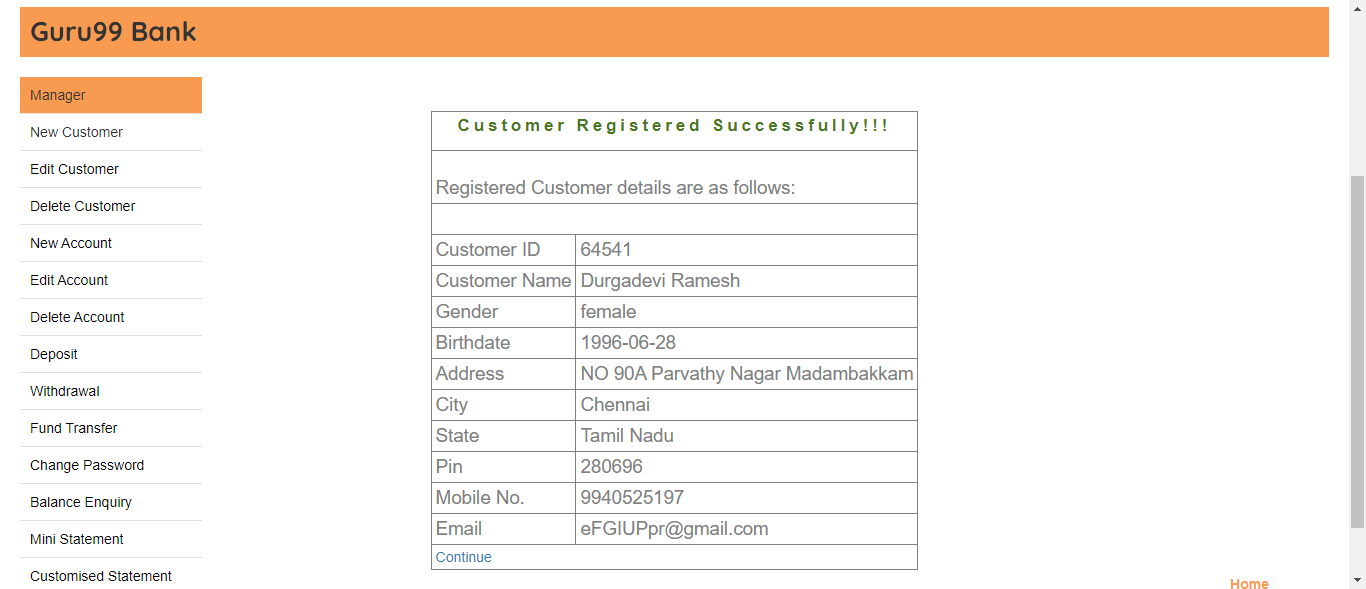 Guru99 Bank
Manager
New Customer
Edit Customer
Delete Customer
New Account
Edit Account
Delete Account
Deposit
Withdrawal
Fund Transfer
Change Password
Balance Enquiry
Mini Statement
Customised Statement
Customer Registered Successfully!!!
Registered Customer details are as follows:
Customer ID 64541
Customer Name Durgadevi Ramesh
Gender female
Birthdate 1996-06-28
Address NO 90A Parvathy Nagar Madambakkam
City Chennai
State Tamil Nadu
Pin 280696
Mobile No. 9940525197
Email eFGIUPpr@gmail.com
Continue
Home